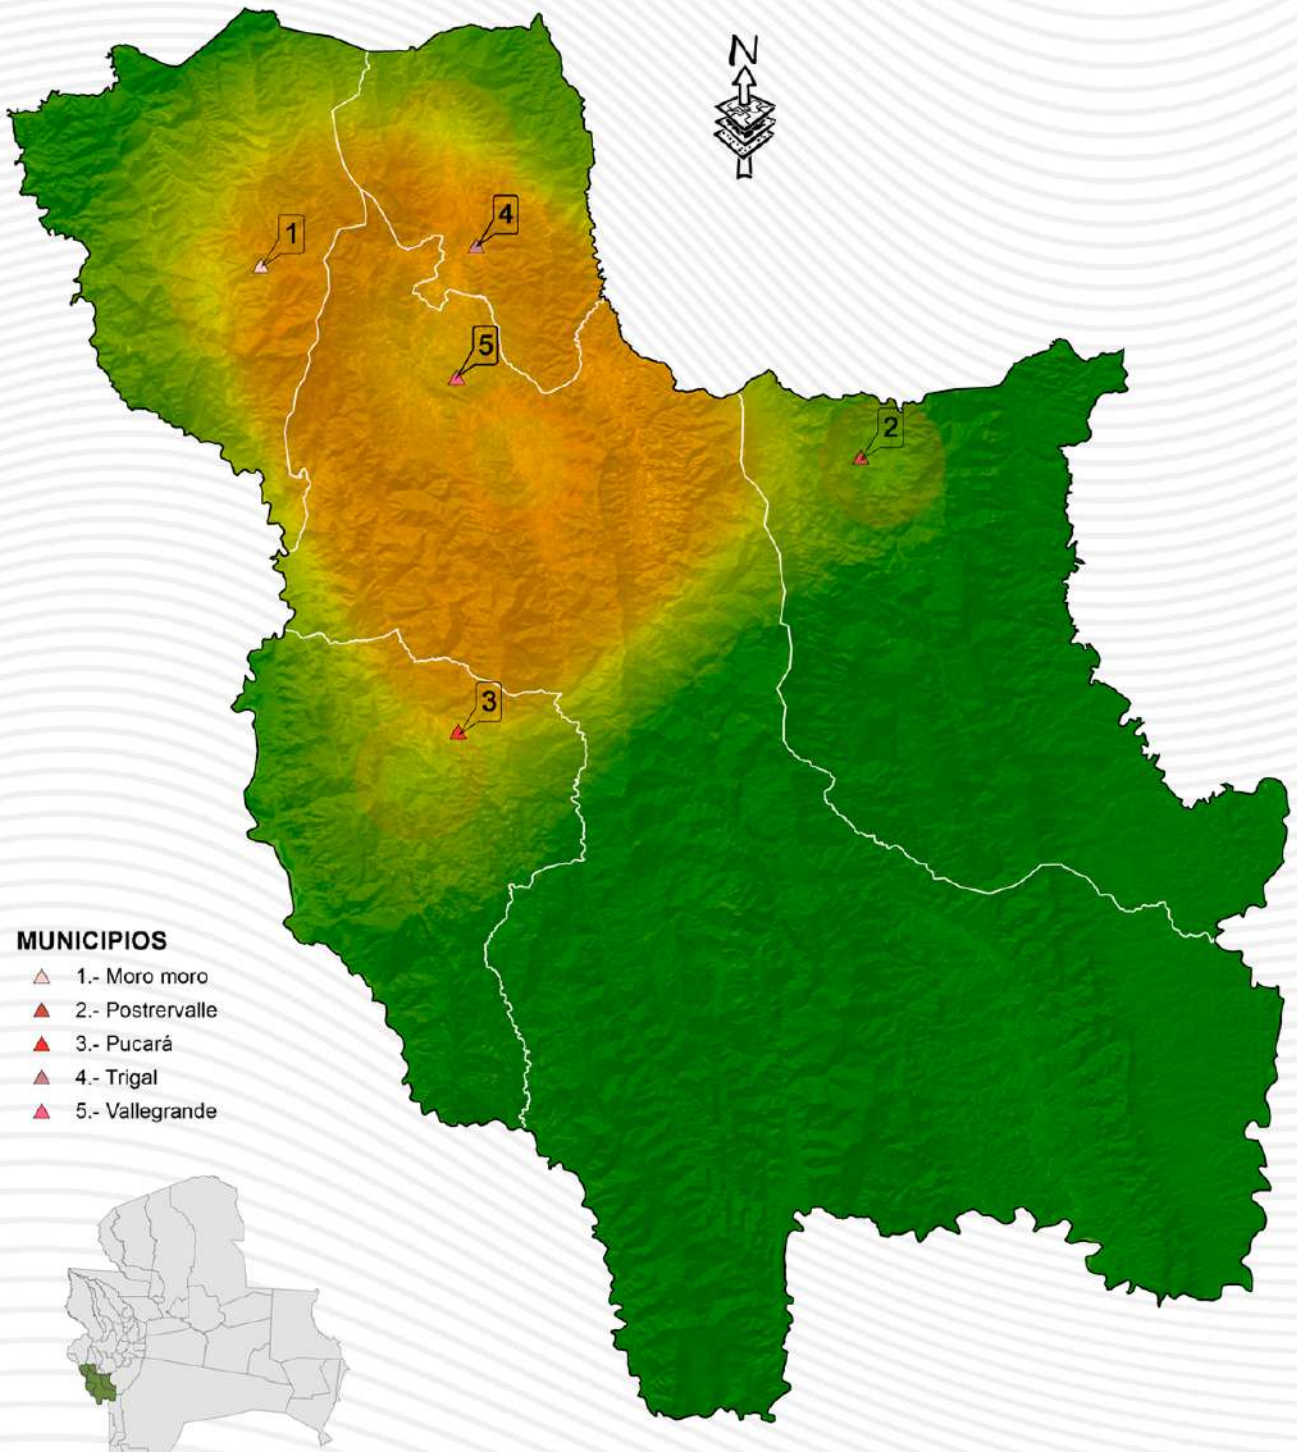 N
4
1
5
2
3
MUNICIPIOS
1.- Moro moro
2.- Postrervalle
3.- Pucará
4.- Trigal
5.- Vallegrande